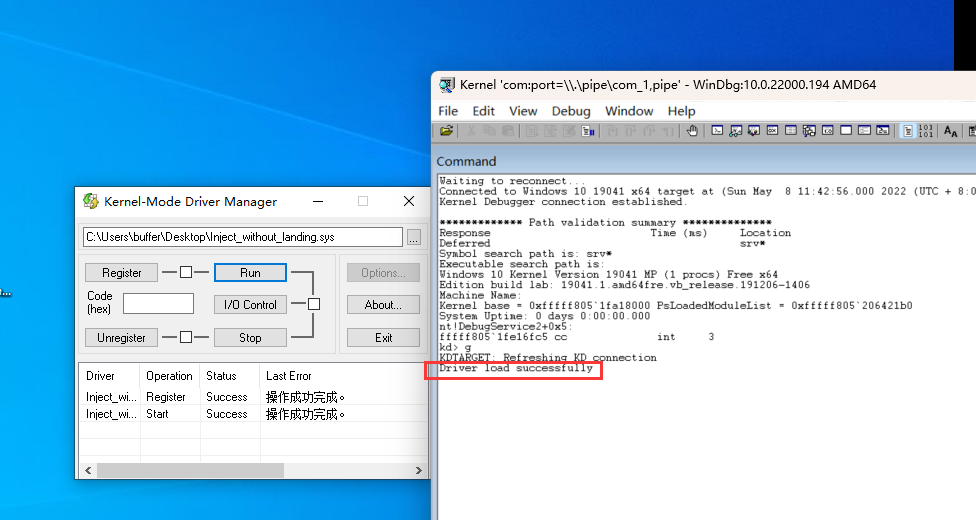 Kernel 'com:port=\\.\pipe\com_1,pipe' - WinDbg:10.0.22000.194 AMD64
File Edit View Debug Window Help
Command
Waiting to reconnect...
Connected to Windows 10 19041 x64 target at (Sun May 8 11:42:56.000 2022 (UTC + 8:0
Kernel Debugger connection established.
************* Path validation summary **************
Response Time (ms) Location
Deferred srv*
Symbol search path is: srv*
Executable search path is:
Windows 10 Kernel Version 19041 MP (1 procs) Free x64
Edition build lab: 19041.1.amd64fre.vb_release.191206-1406
Machine Name:
Kernel base = 0xfffff805`1fa18000 PsLoadedModuleList = 0xfffff805`206421b0
System Uptime: 0 days 0:00:00.000
nt!DebugService2+0x5:
fffff805`1fe16fc5 cc int 3
kd> g
KDTARGET: Refreshing KD connection
Driver load successfully
Kernel-Mode Driver Manager
C:\Users\buffer\Desktop\Inject_without_landing.sys
...
Register Run Options...
Code
(hex)
I/O Control About...
Unregister Stop Exit
Driver Operation Status Last Error
Inject_wi... Register Success 操作成功完成。
Inject_wi... Start Success 操作成功完成。